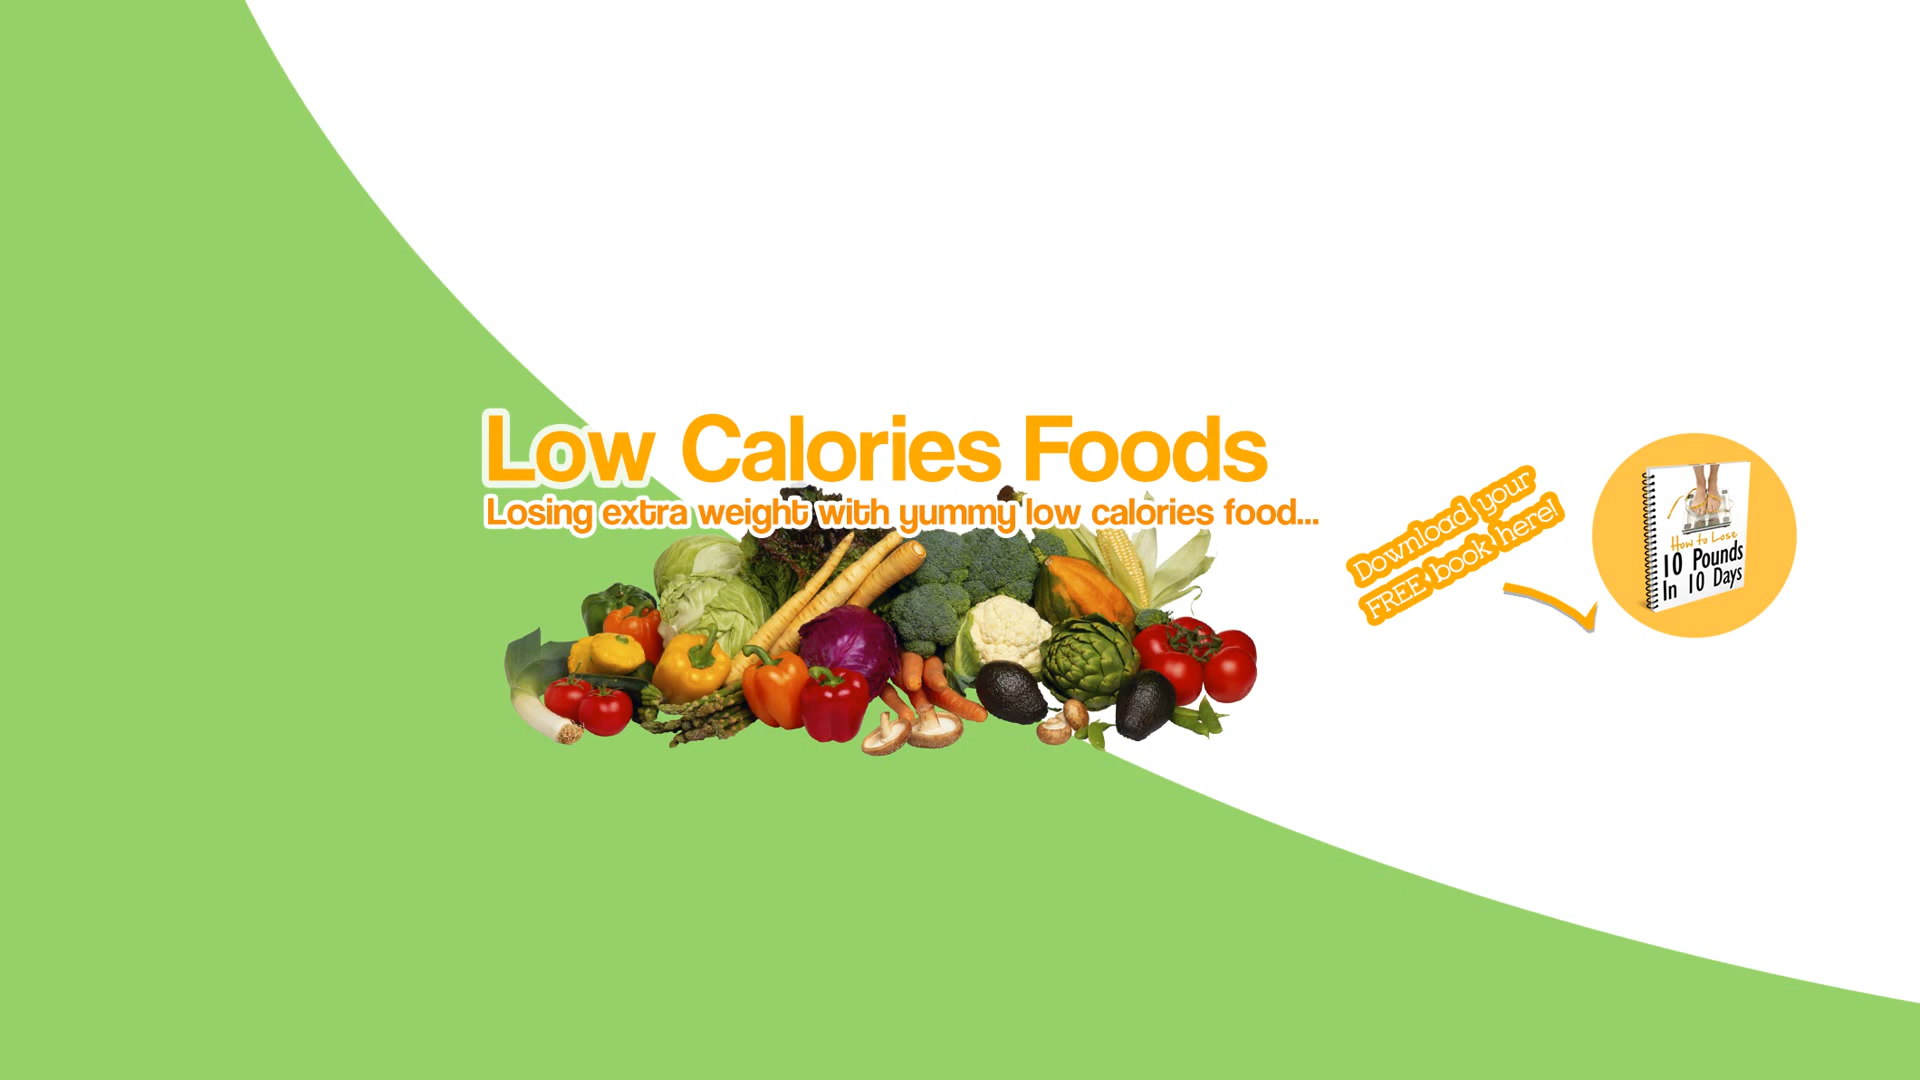 Low Calories Foods
Losing extra weight with yummy low calories food...
Download your
FREE book here!
How to Lose
10 Pounds
In 10 Days